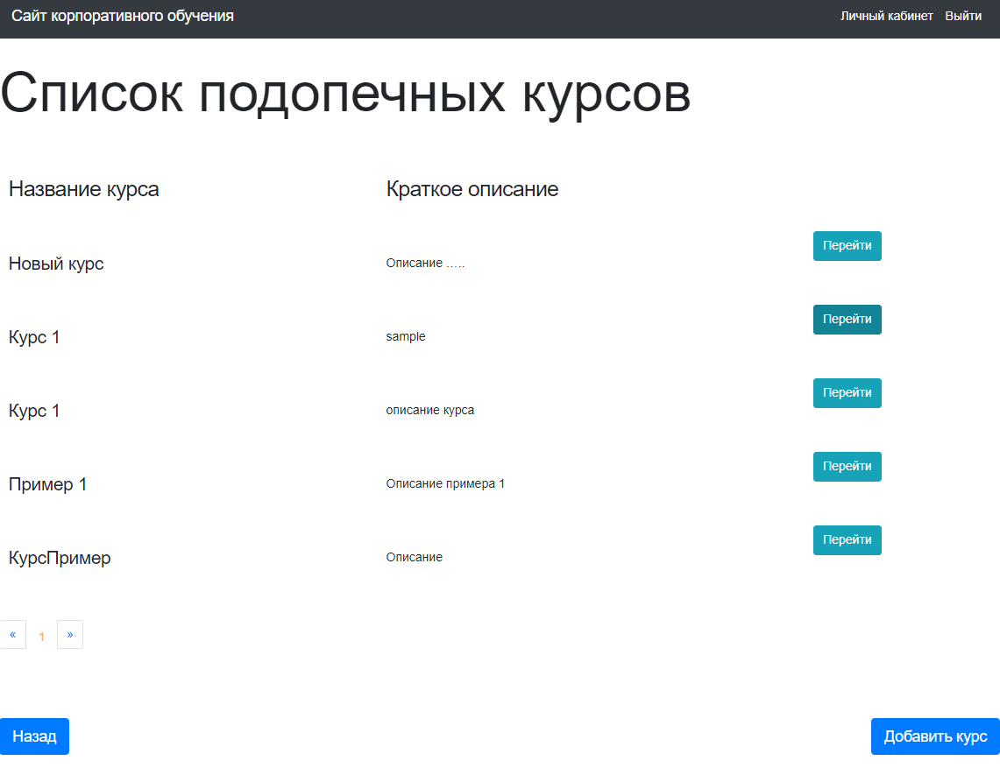 Сайт корпоративного обучения Личный кабинет Выйти
Список подопечных курсов
Название курса Краткое описание
Новый курс Описание ….. Перейти
Курс 1 sample Перейти
Курс 1 описание курса Перейти
Пример 1 Описание примера 1 Перейти
КурсПример Описание Перейти
« 1 »
Назад Добавить курс